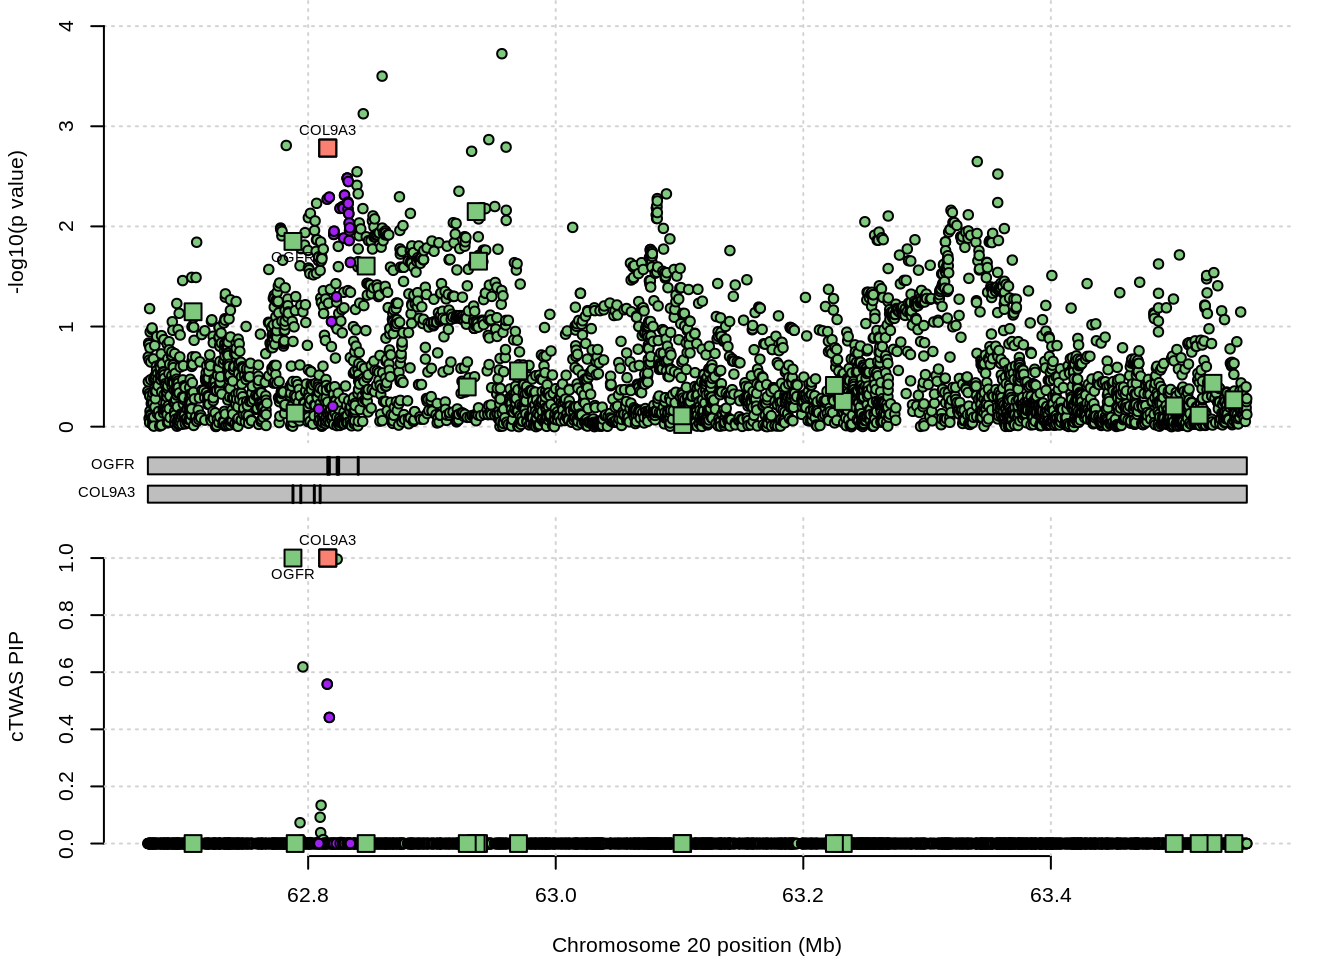 4
3
2
1
0
-log10(p value)
COL9A3
OGFR
OGFR
COL9A3
1.0
0.8
0.6
0.4
0.2
0.0
cTWAS PIP
COL9A3
OGFR
62.8 63.0 63.2 63.4
Chromosome 20 position (Mb)